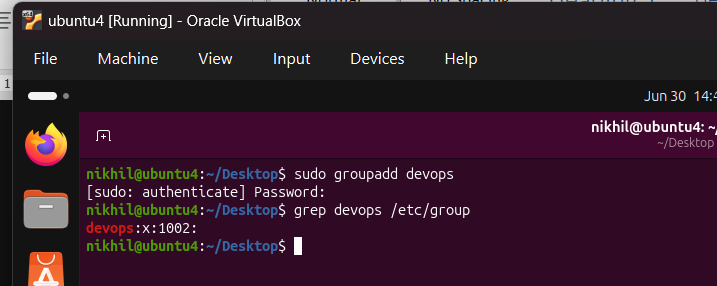 ubuntu4 [Running] - Oracle VirtualBox
File Machine View Input Devices Help
1
Jun 30 14:4
nikhil@ubuntu4: ~/
~/Desktop
nikhil@ubuntu4:~/Desktop$ sudo groupadd devops
[sudo: authenticate] Password:
nikhil@ubuntu4:~/Desktop$ grep devops /etc/group
devops:x:1002:
nikhil@ubuntu4:~/Desktop$